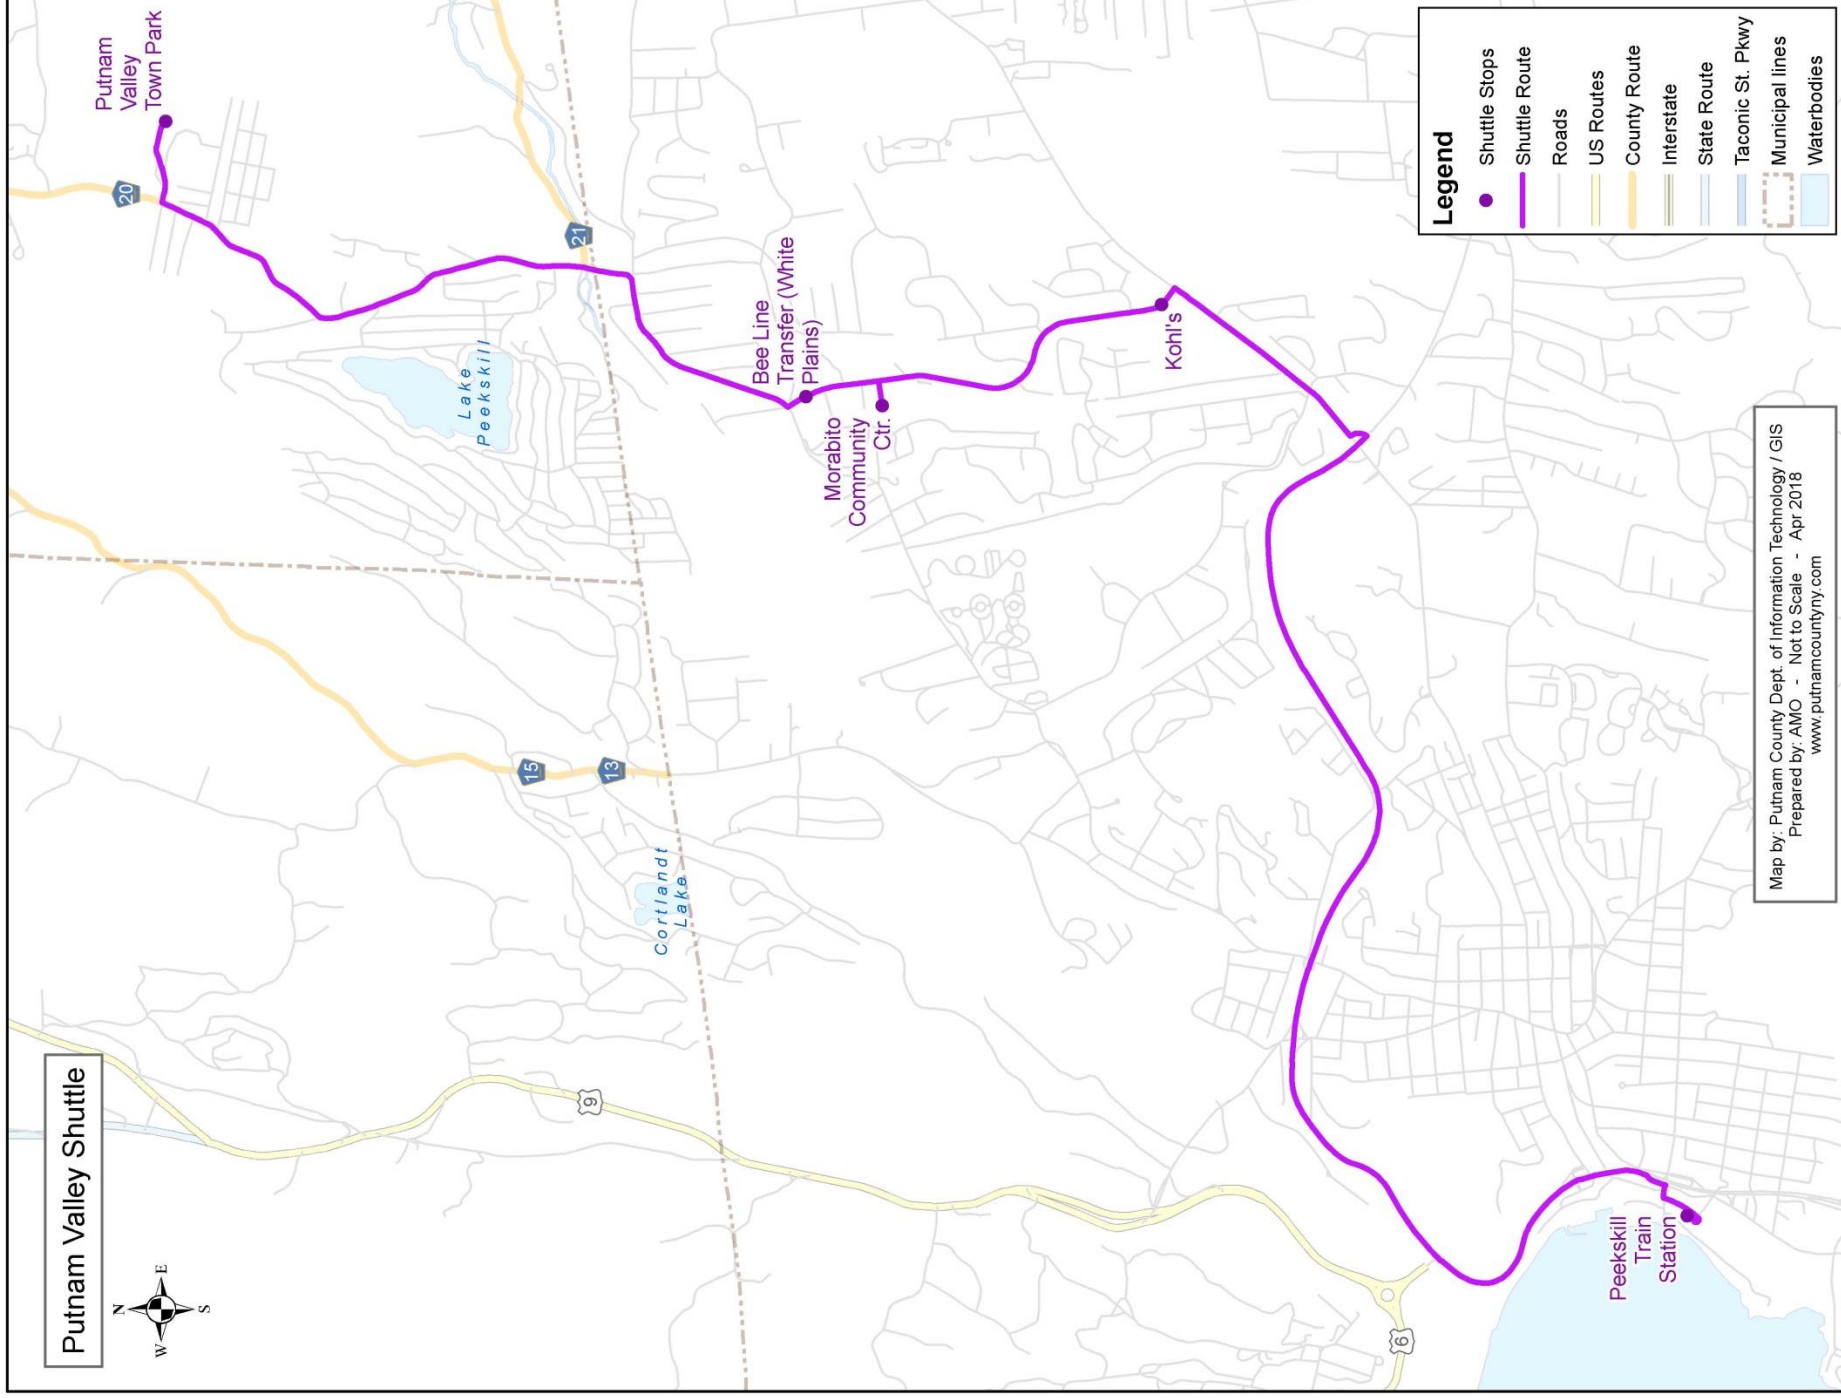 Putnam Valley Shuttle
N
W
E
S
Putnam
Valley
Town Park
20
21
Lake
Peekskill
15
13
Cortlandt
Lake
9
Bee Line
Transfer (White
Plains)
Morabito
Community
Ctr.
Kohl's
6
Peekskill
Train
Station
Legend
Shuttle Stops
Shuttle Route
Roads
US Routes
County Route
Interstate
State Route
Taconic St. Pkwy
Municipal lines
Waterbodies
Map by: Putnam County Dept. of Information Technology / GIS
Prepared by: AMO - Not to Scale - Apr 2018
www.putnamcountyny.com